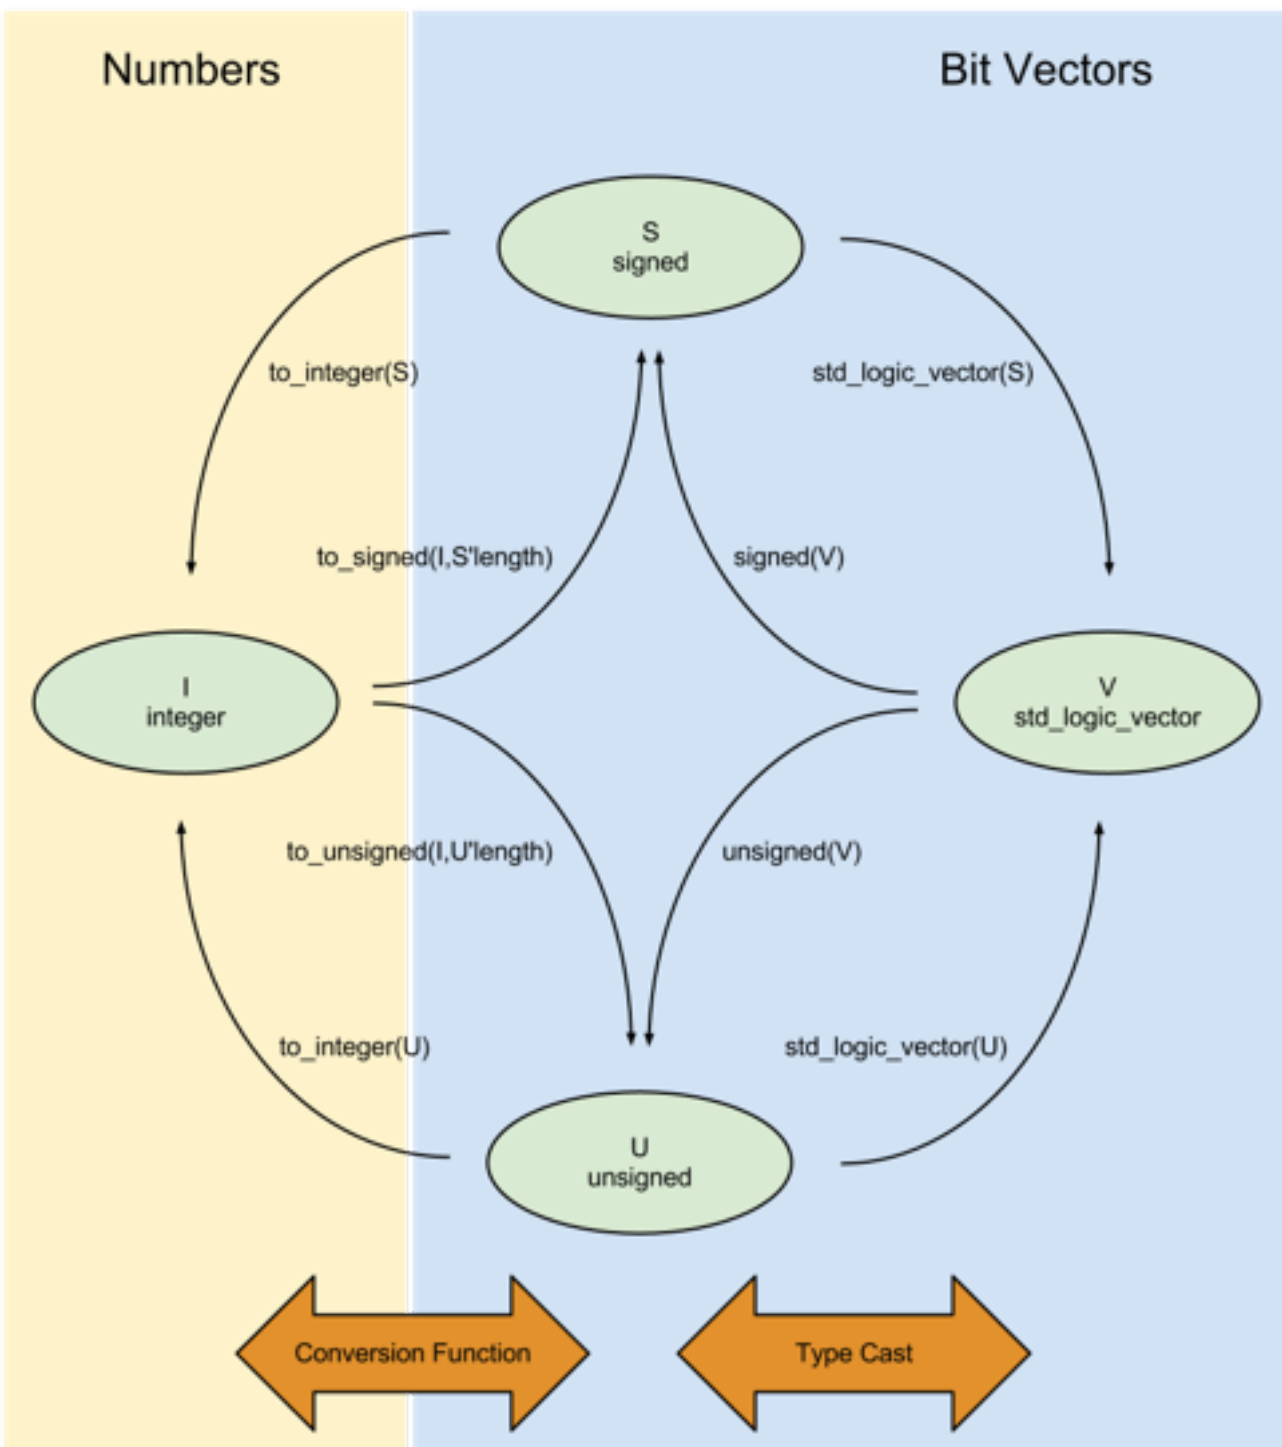 Numbers
Bit Vectors
S
signed
to_integer(S)
std_logic_vector(S)
to_signed(I,S'length)
signed(V)
I
integer
V
std_logic_vector
to_unsigned(I,U'length)
unsigned(V)
to_integer(U)
std_logic_vector(U)
U
unsigned
Conversion Function
Type Cast